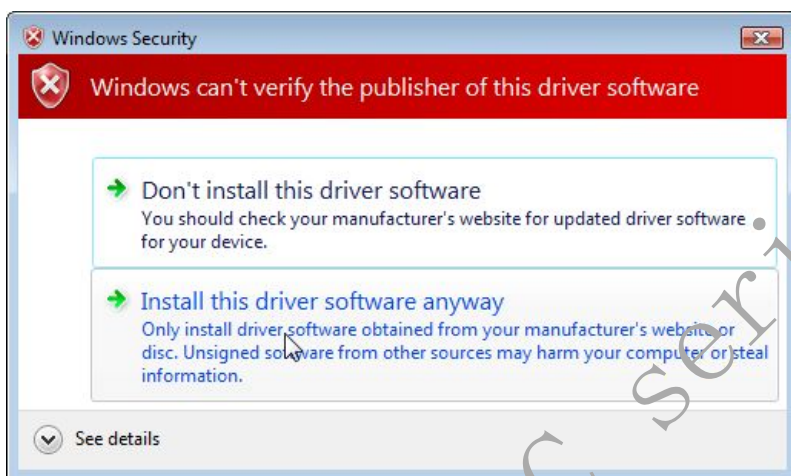 Windows Security
Windows can't verify the publisher of this driver software
Don't install this driver software
You should check your manufacturer's website for updated driver software
for your device.
Install this driver software anyway
Only install driver software obtained from your manufacturer's website or
disc. Unsigned software from other sources may harm your computer or steal
information.
See details
C seri